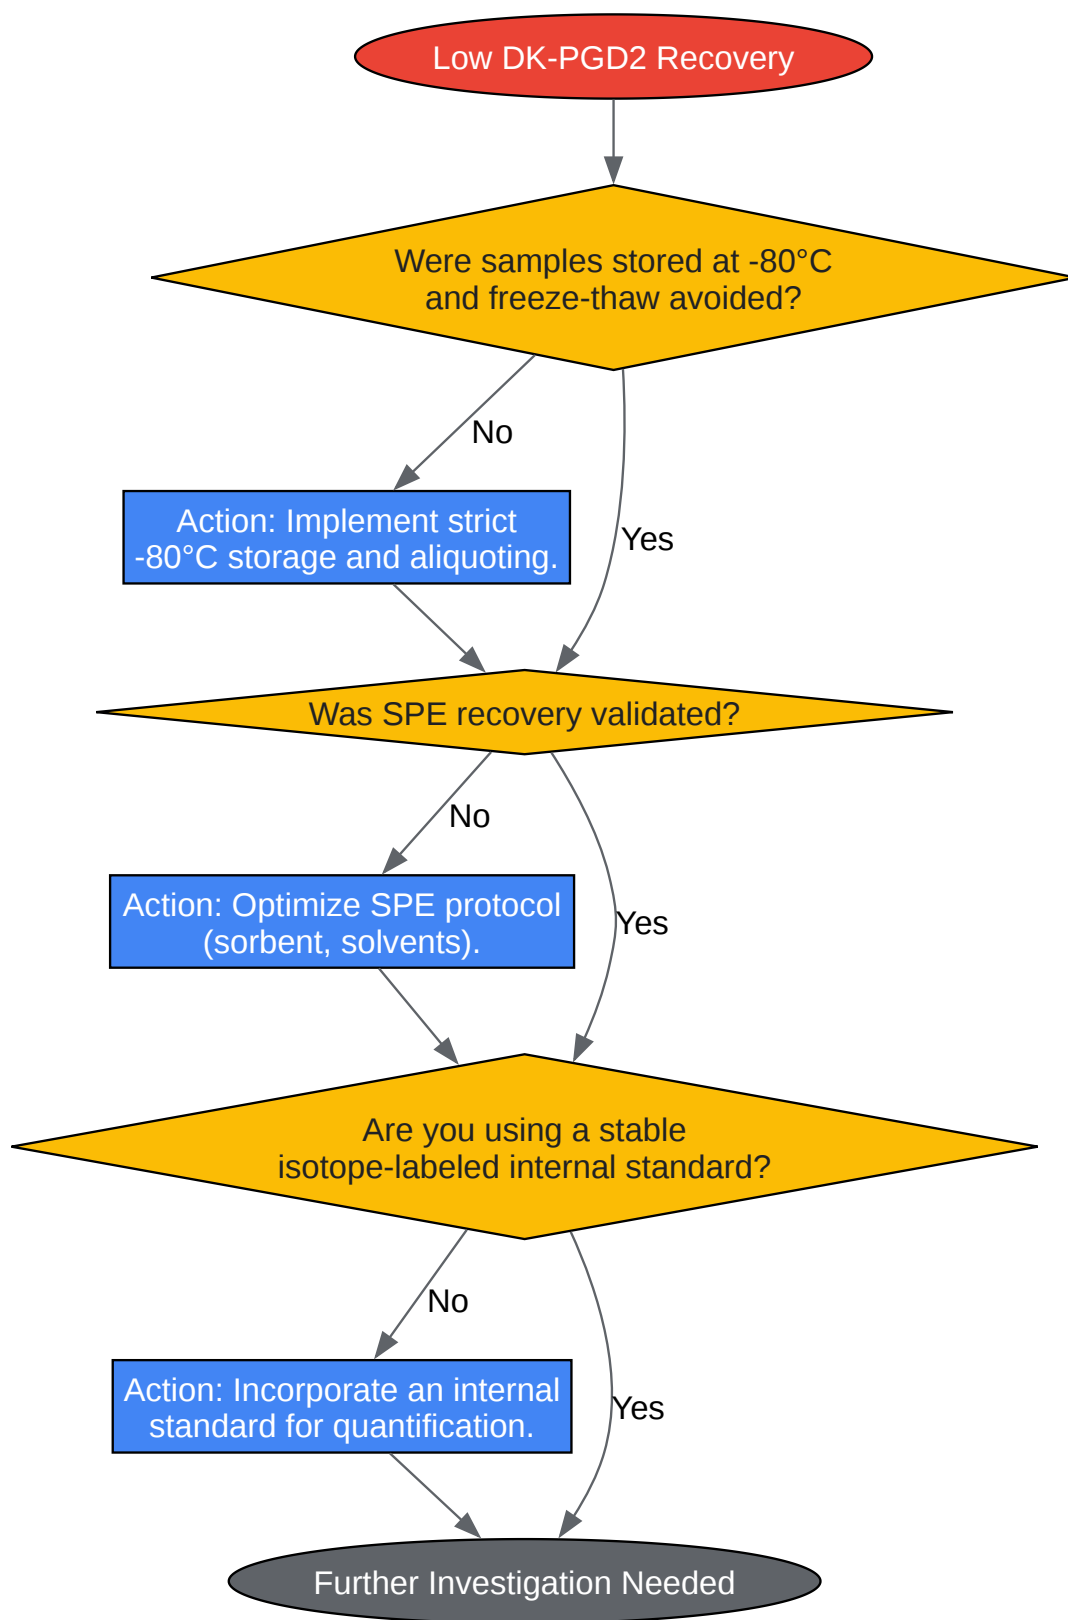 Low DK-PGD2 Recovery
Were samples stored at -80°C
and freeze-thaw avoided?
No
Action: Implement strict
-80°C storage and aliquoting.
Yes
Was SPE recovery validated?
No
Action: Optimize SPE protocol
(sorbent, solvents).
Yes
Are you using a stable
isotope-labeled internal standard?
No
Action: Incorporate an internal
standard for quantification.
Yes
Further Investigation Needed